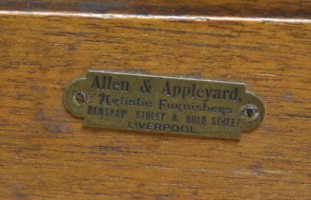 Allen & Appleyard,
Artistic Furnishers
RENSHAW STREET & BOLD STREET
LIVERPOOL